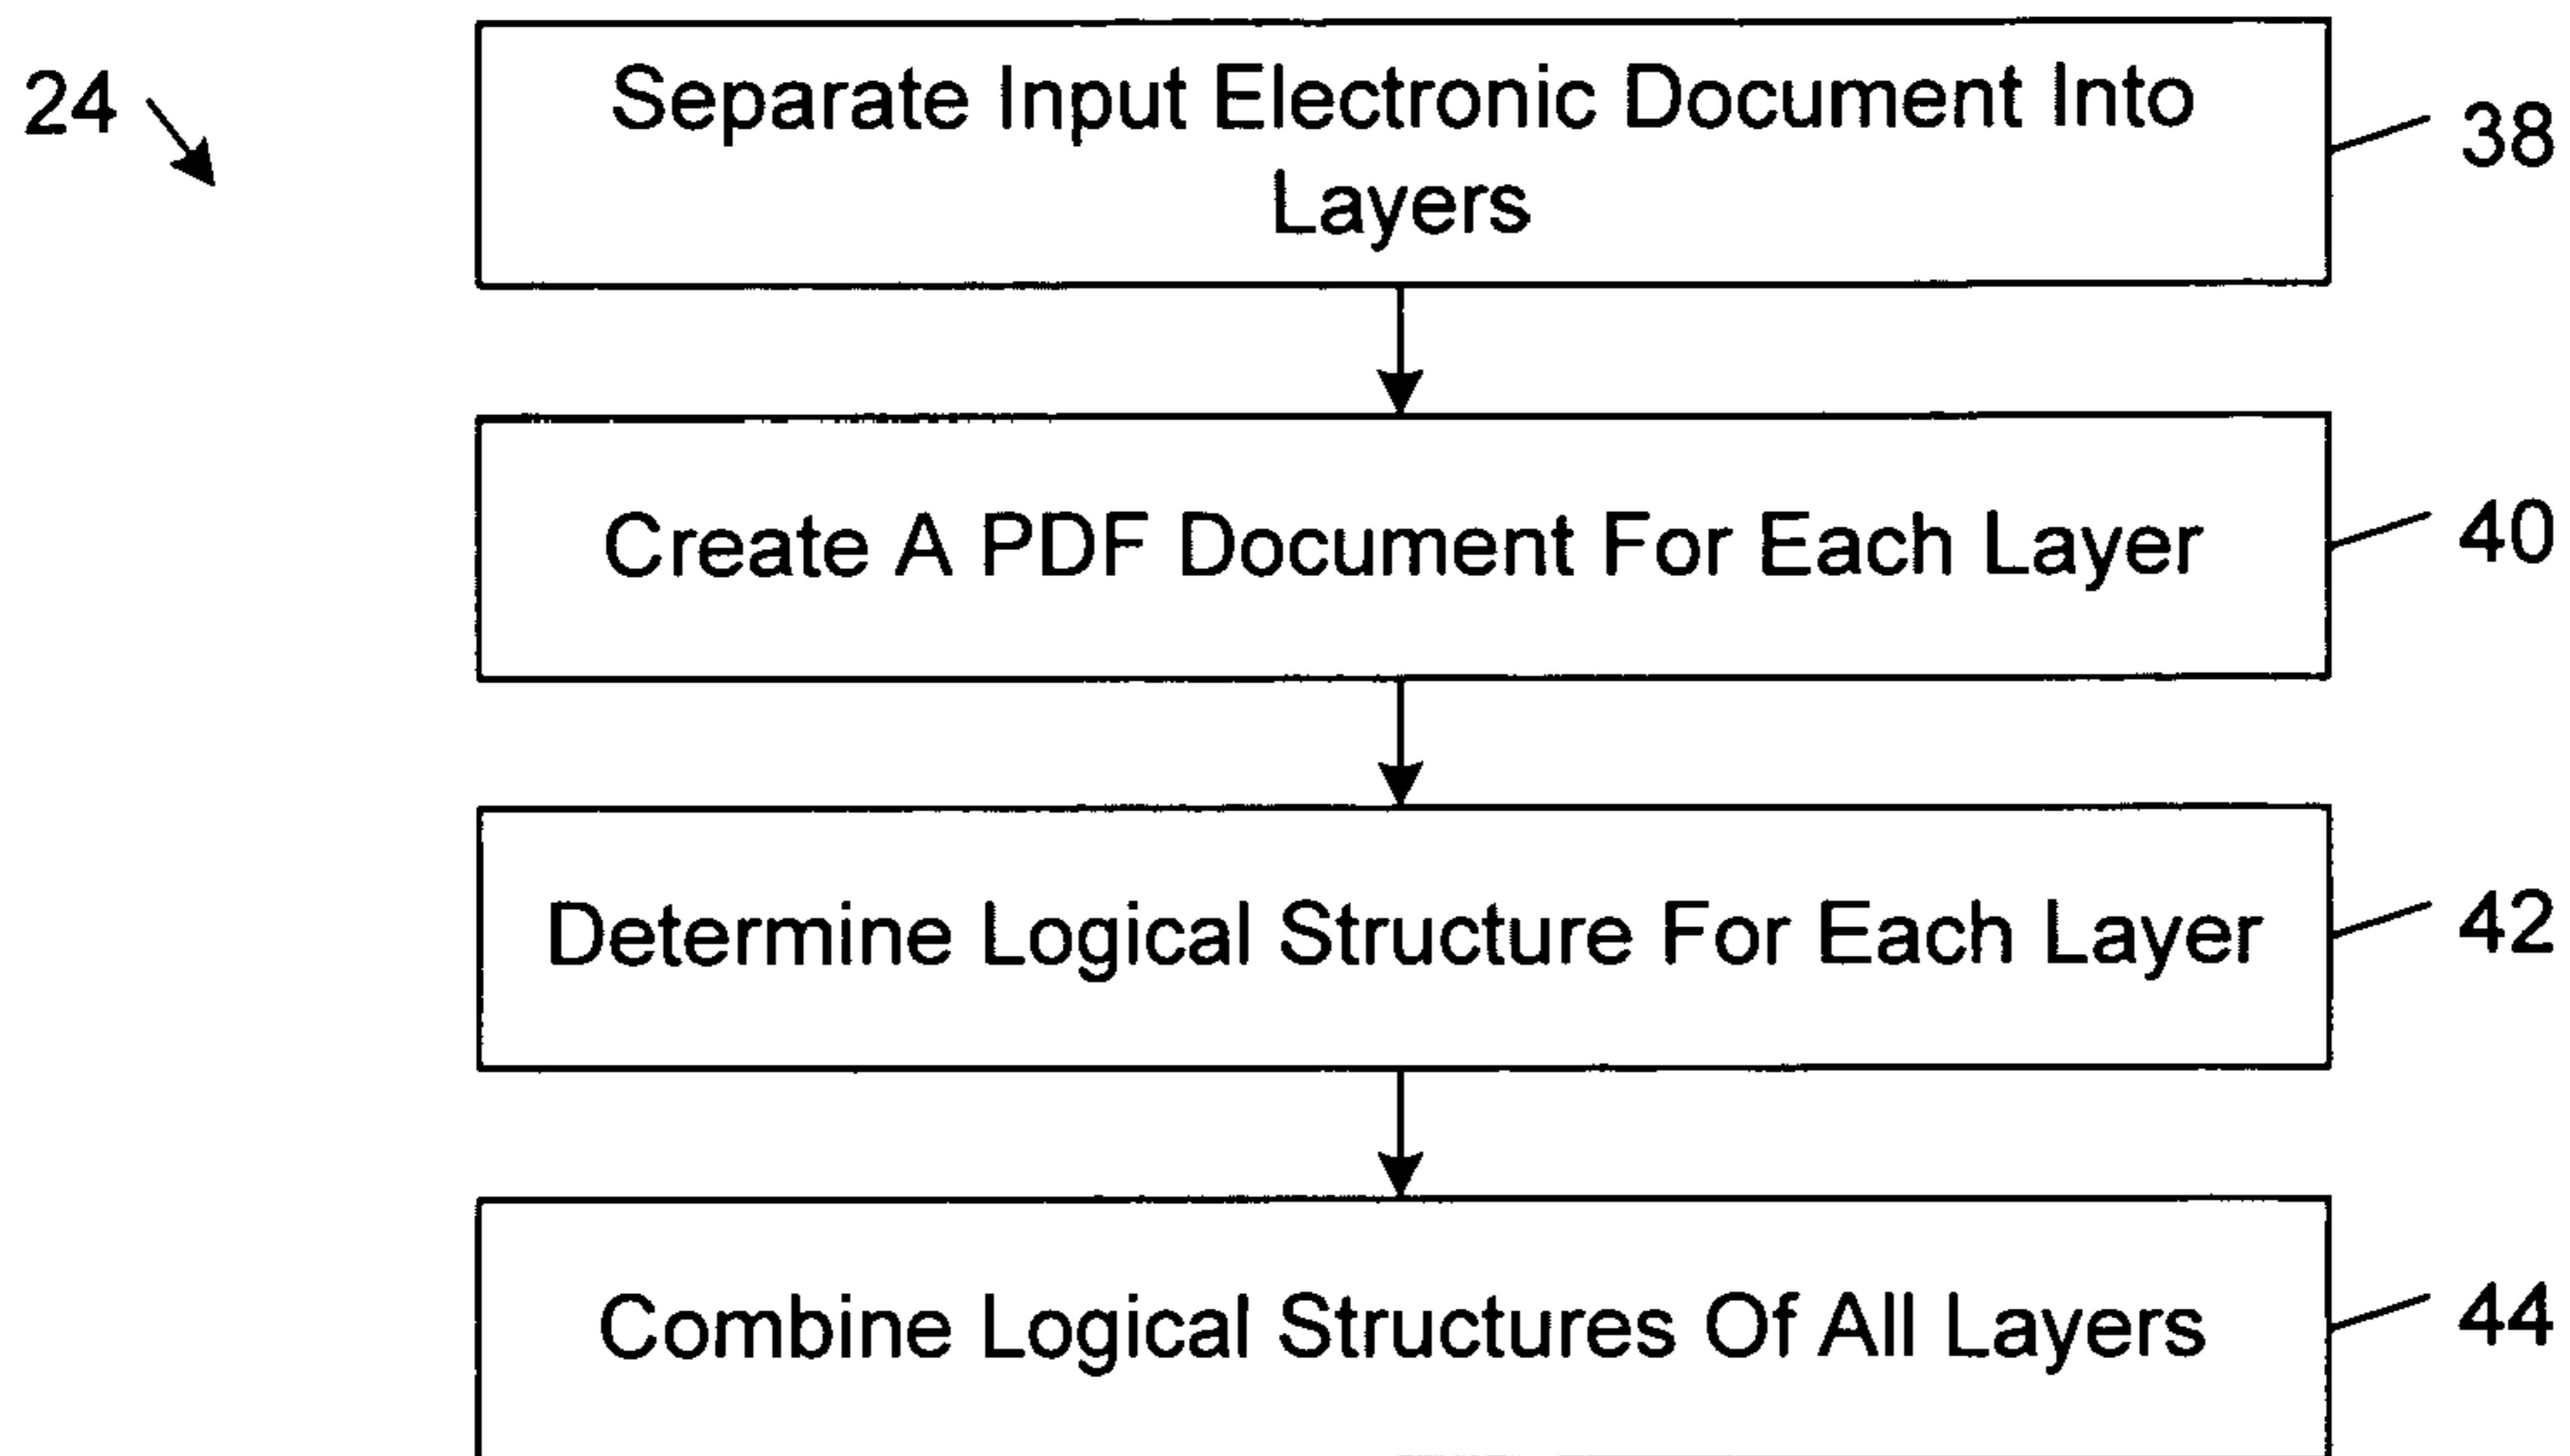 24
Separate Input Electronic Document Into
Layers
38
Create A PDF Document For Each Layer
40
Determine Logical Structure For Each Layer
42
Combine Logical Structures Of All Layers
44